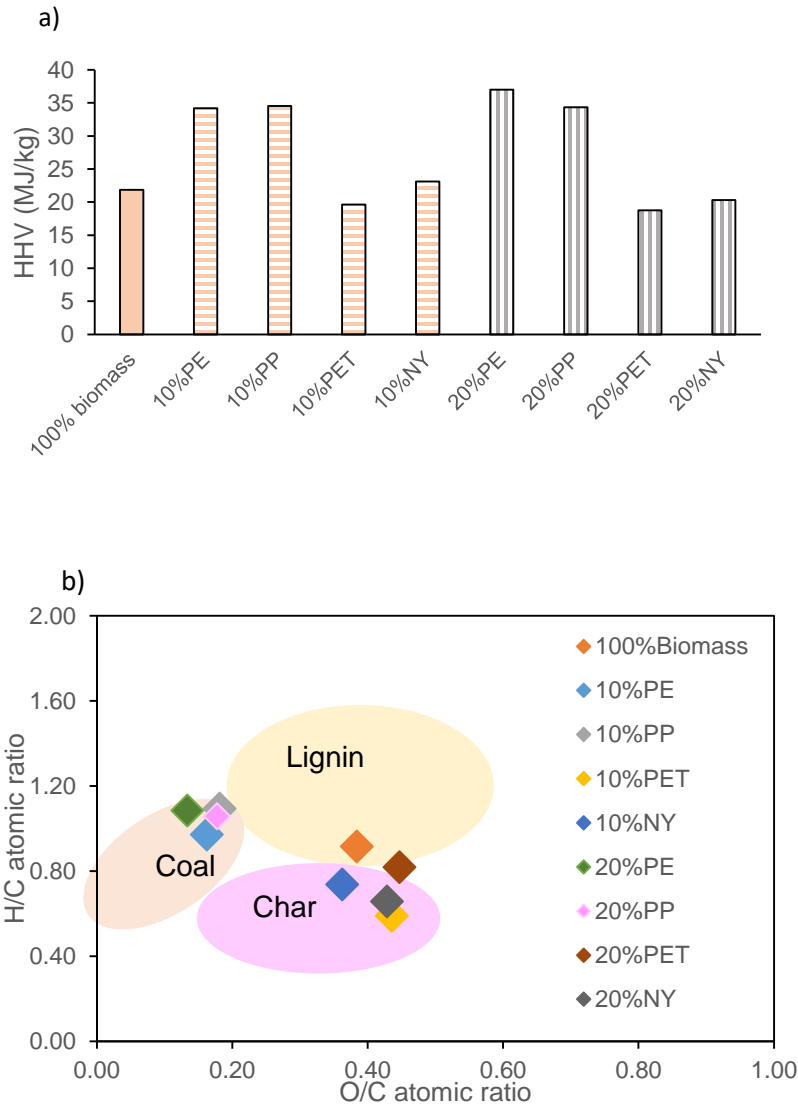 a)
HHV (MJ/kg)
40
35
30
25
20
15
10
5
0
100% biomass
10%PE
10%PP
10%PET
10%NY
20%PE
20%PP
20%PET
20%NY
b)
H/C atomic ratio
2.00
1.60
1.20
0.80
0.40
0.00
Lignin
Coal
Char
100%Biomass
10%PE
10%PP
10%PET
10%NY
20%PE
20%PP
20%PET
20%NY
0.00 0.20 0.40 0.60 0.80 1.00
O/C atomic ratio